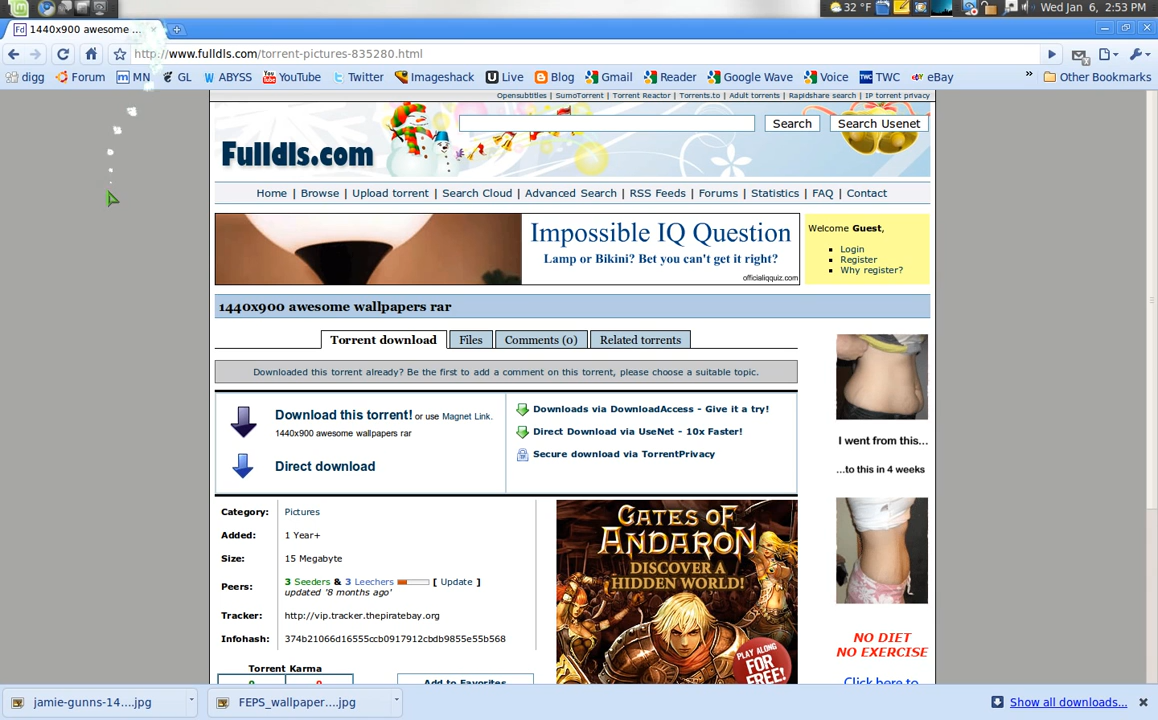 32 °F
Wed Jan 6, 2:53 PM
Fd 1440x900 awesome ...
http://www.fulldls.com/torrent-pictures-835280.html
digg Forum MN GL ABYSS YouTube Twitter Imageshack Live Blog Gmail Reader Google Wave Voice TWC eBay » Other Bookmarks
Opensubtitles | SumoTorrent | Torrent Reactor | Torrents.to | Adult torrents | Rapidshare search | IP torrent privacy
Fulldls.com
Search
Search Usenet
Home | Browse | Upload torrent | Search Cloud | Advanced Search | RSS Feeds | Forums | Statistics | FAQ | Contact
Impossible IQ Question
Lamp or Bikini? Bet you can't get it right?
officialiqquiz.com
Welcome Guest,
Login
Register
Why register?
1440x900 awesome wallpapers rar
Torrent download
Files
Comments (0)
Related torrents
Downloaded this torrent already? Be the first to add a comment on this torrent, please choose a suitable topic.
Download this torrent! or use Magnet Link.
1440x900 awesome wallpapers rar
Direct download
Downloads via DownloadAccess - Give it a try!
Direct Download via UseNet - 10x Faster!
Secure download via TorrentPrivacy
I went from this...
...to this in 4 weeks
NO DIET
NO EXERCISE
Click here to
Category: Pictures
Added: 1 Year+
Size: 15 Megabyte
Peers: 3 Seeders & 3 Leechers [ Update ]
updated '8 months ago'
Tracker: http://vip.tracker.thepiratebay.org
Infohash: 374b21066d16555ccb0917912cbdb9855e55b568
Torrent Karma
Add to Favorites
GATES OF
ANDARON
DISCOVER A
HIDDEN WORLD!
PLAY ALONG
FOR
FREE!
jamie-gunns-14....jpg
FEPS_wallpaper....jpg
Show all downloads...